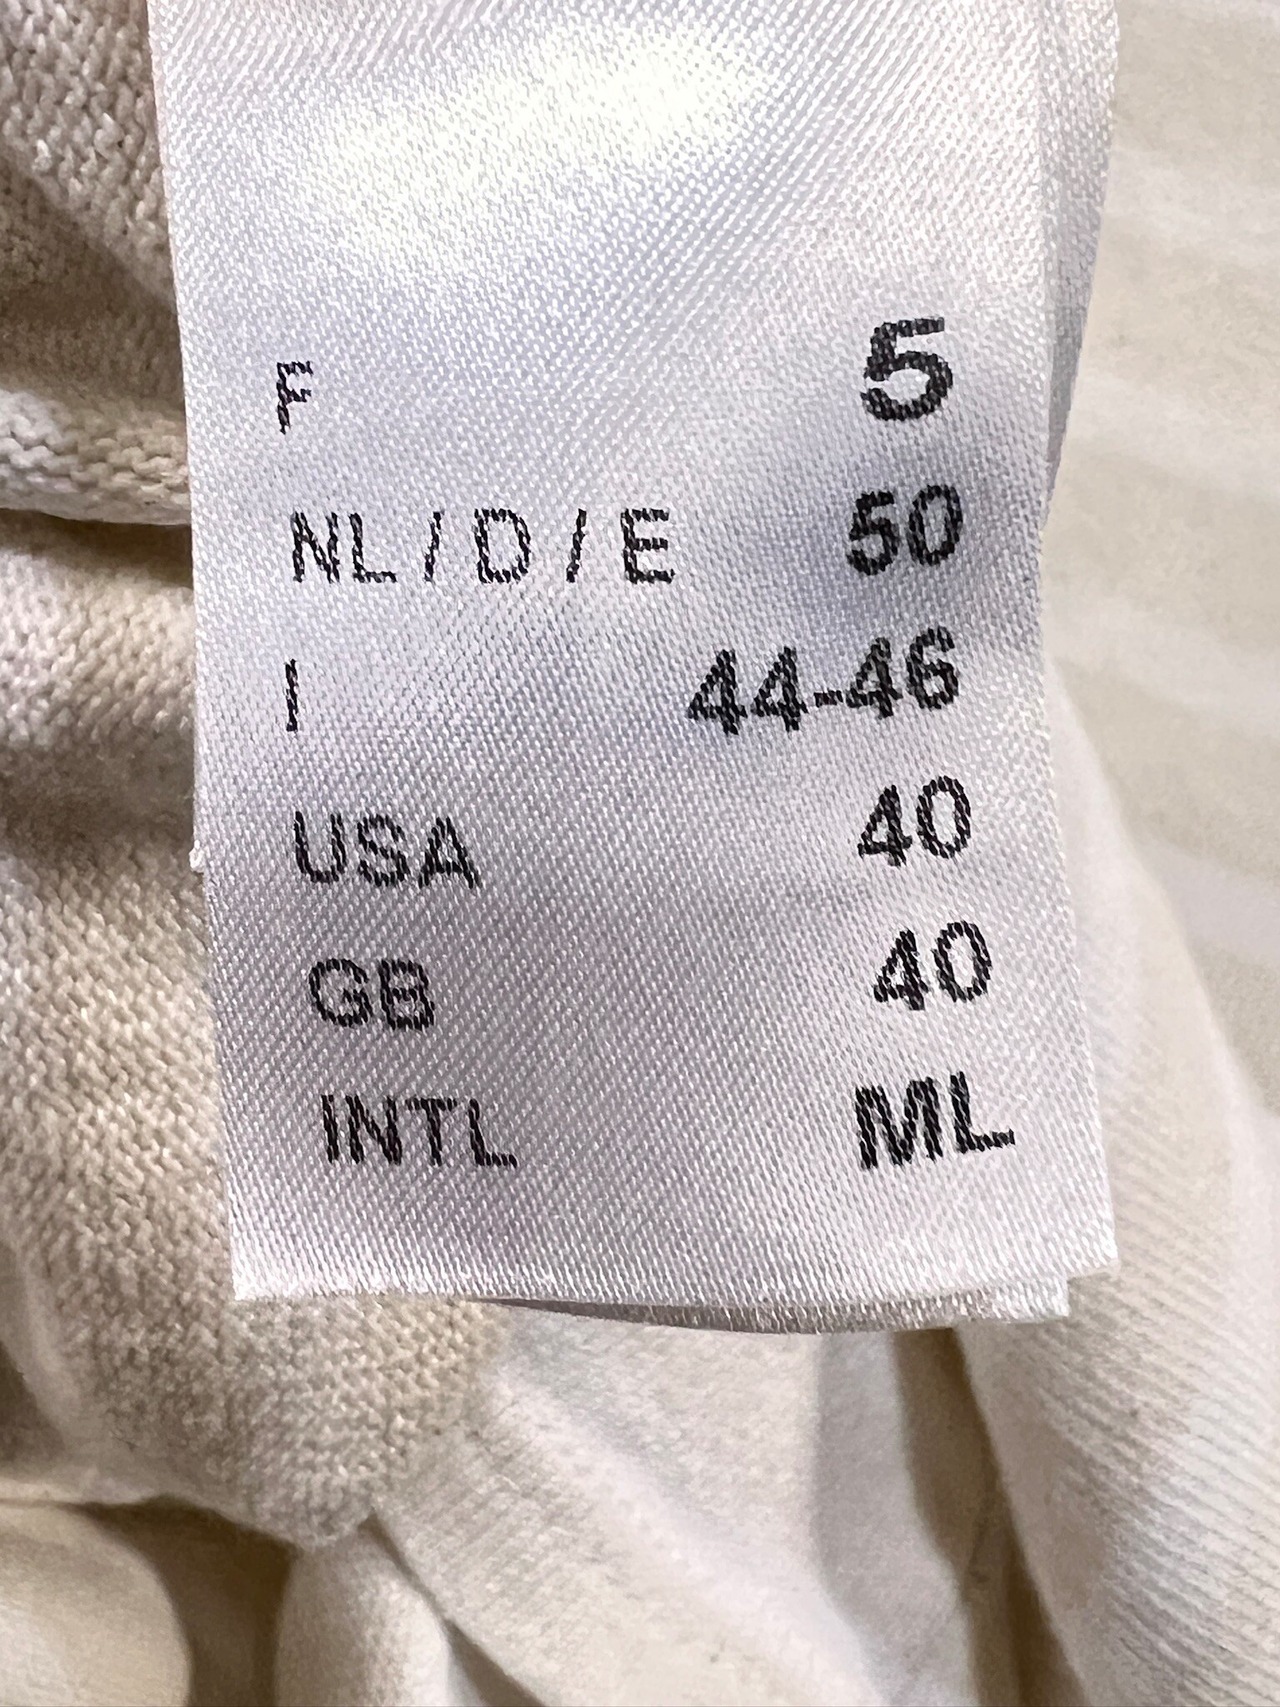 F 5
NL / D / E 50
I 44-46
USA 40
GB 40
INTL ML